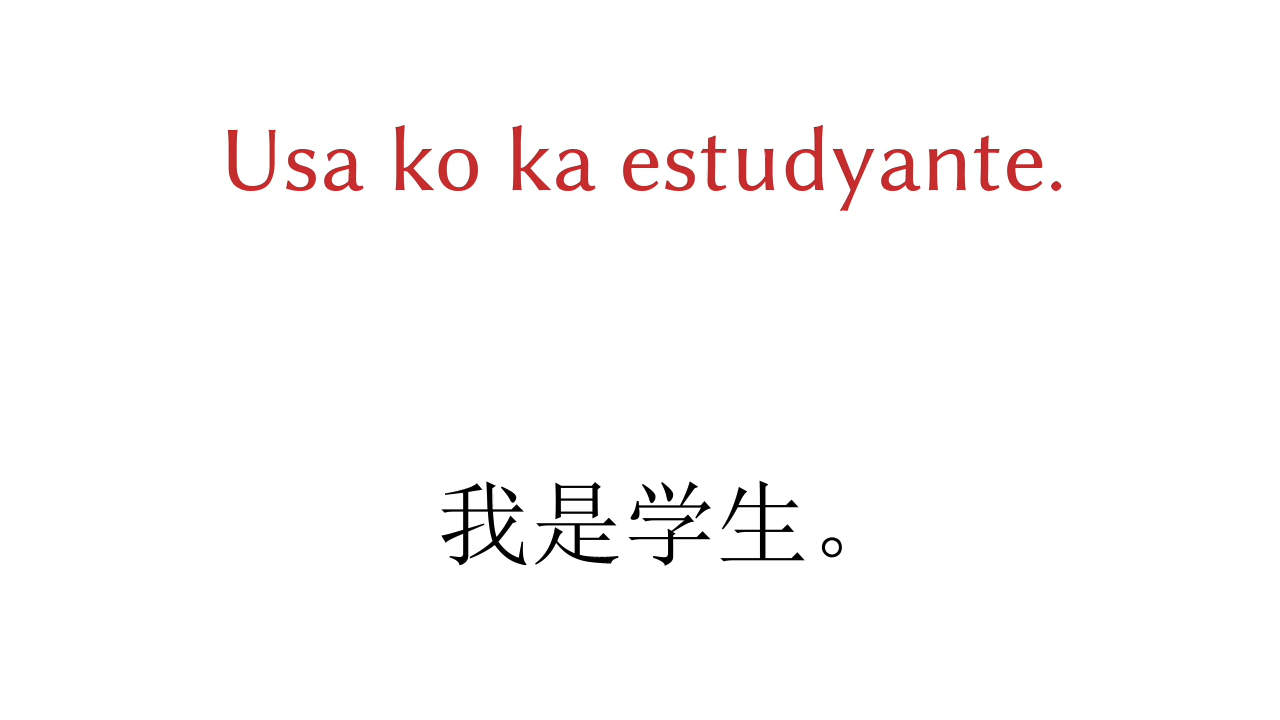 Usa ko ka estudyante.
我是学生。